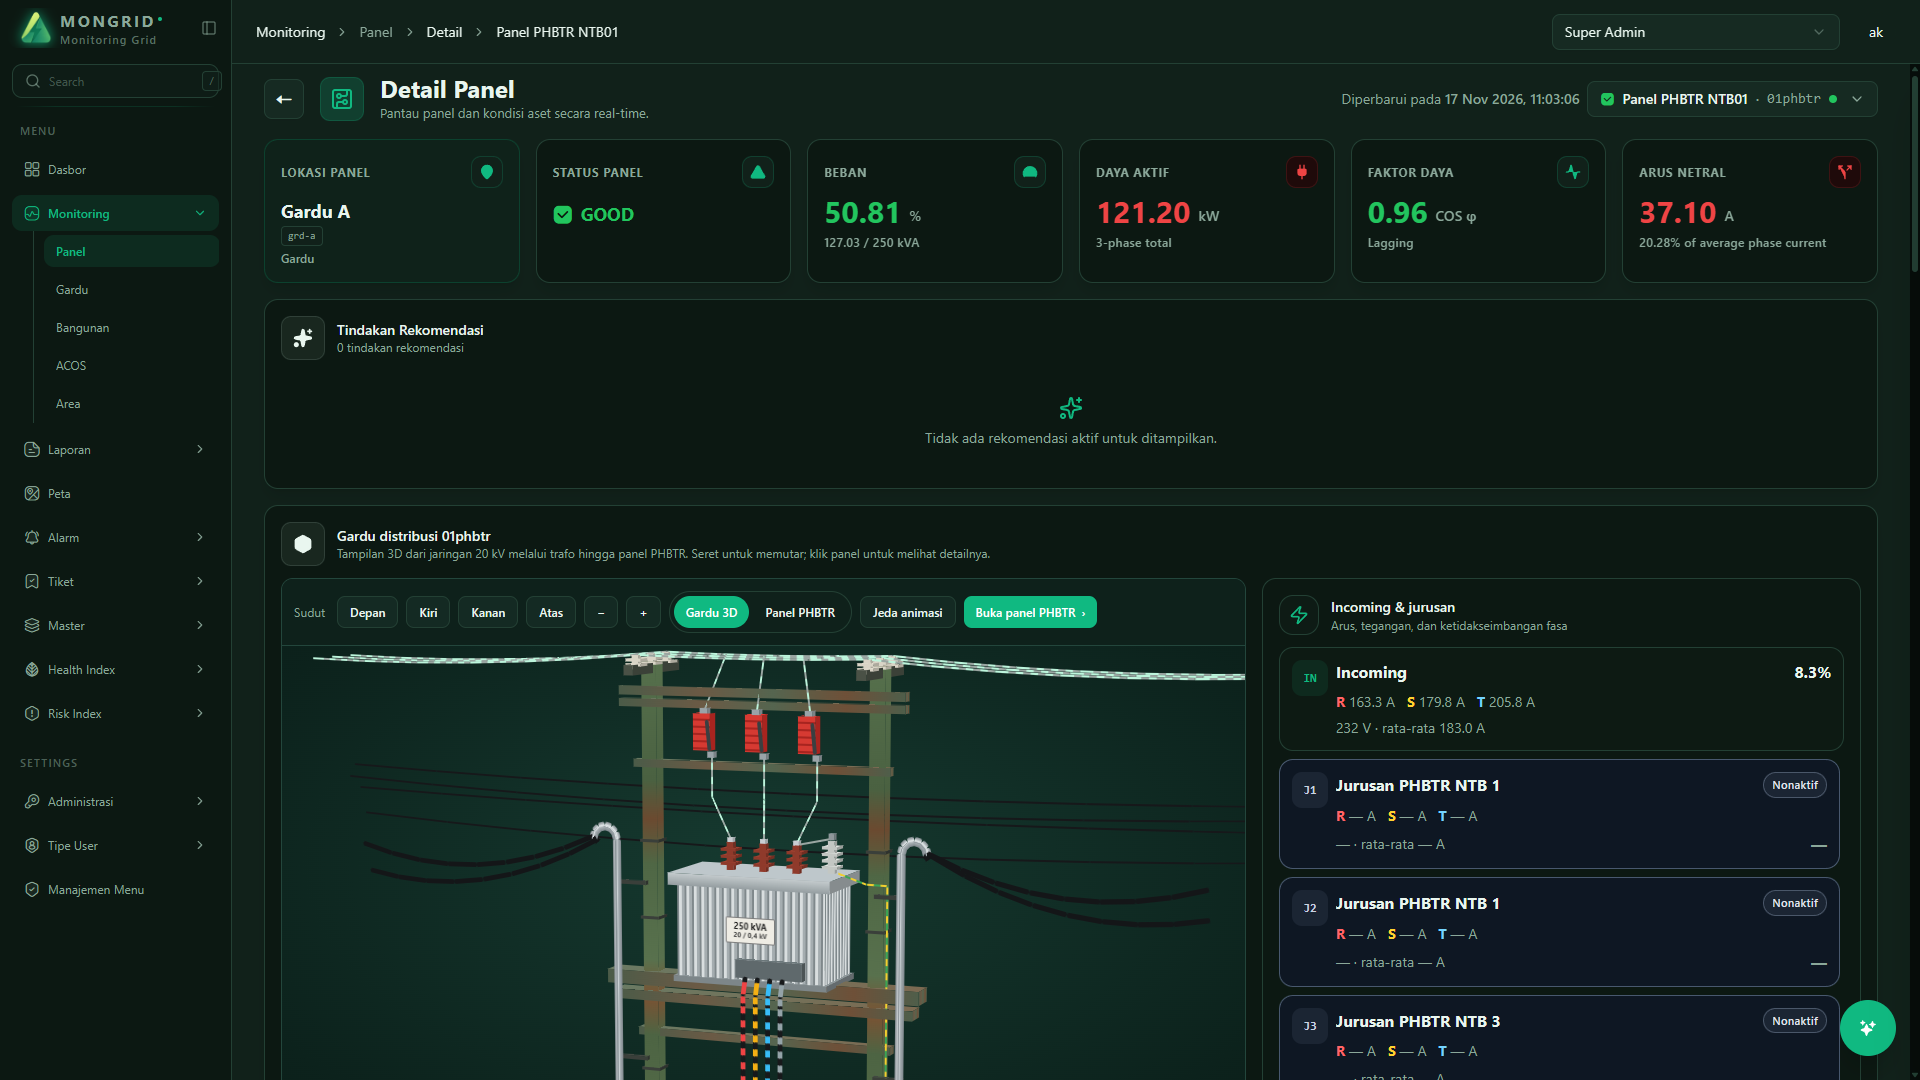 MONGRID
Monitoring Grid
Search /
MENU
Dasbor
Monitoring
Panel
Gardu
Bangunan
ACOS
Area
Laporan
Peta
Alarm
Tiket
Master
Health Index
Risk Index
SETTINGS
Administrasi
Tipe User
Manajemen Menu
Monitoring > Panel > Detail > Panel PHBTR NTB01
Super Admin
ak
Detail Panel
Pantau panel dan kondisi aset secara real-time.
Diperbarui pada 17 Nov 2026, 11:03:06
Panel PHBTR NTB01 · 01phbtr
LOKASI PANEL
Gardu A
grd-a
Gardu
STATUS PANEL
GOOD
BEBAN
50.81 %
127.03 / 250 kVA
DAYA AKTIF
121.20 kW
3-phase total
FAKTOR DAYA
0.96 COS φ
Lagging
ARUS NETRAL
37.10 A
20.28% of average phase current
Tindakan Rekomendasi
0 tindakan rekomendasi
Tidak ada rekomendasi aktif untuk ditampilkan.
Gardu distribusi 01phbtr
Tampilan 3D dari jaringan 20 kV melalui trafo hingga panel PHBTR. Seret untuk memutar; klik panel untuk melihat detailnya.
Sudut Depan Kiri Kanan Atas − + Gardu 3D Panel PHBTR Jeda animasi Buka panel PHBTR ›
250 kVA
20 / 0,4 kV
Incoming & jurusan
Arus, tegangan, dan ketidakseimbangan fasa
IN Incoming 8.3%
R 163.3 A S 179.8 A T 205.8 A
232 V · rata-rata 183.0 A
J1 Jurusan PHBTR NTB 1 Nonaktif
R — A S — A T — A
— · rata-rata — A —
J2 Jurusan PHBTR NTB 1 Nonaktif
R — A S — A T — A
— · rata-rata — A —
J3 Jurusan PHBTR NTB 3 Nonaktif
R — A S — A T — A
— · rata-rata — A